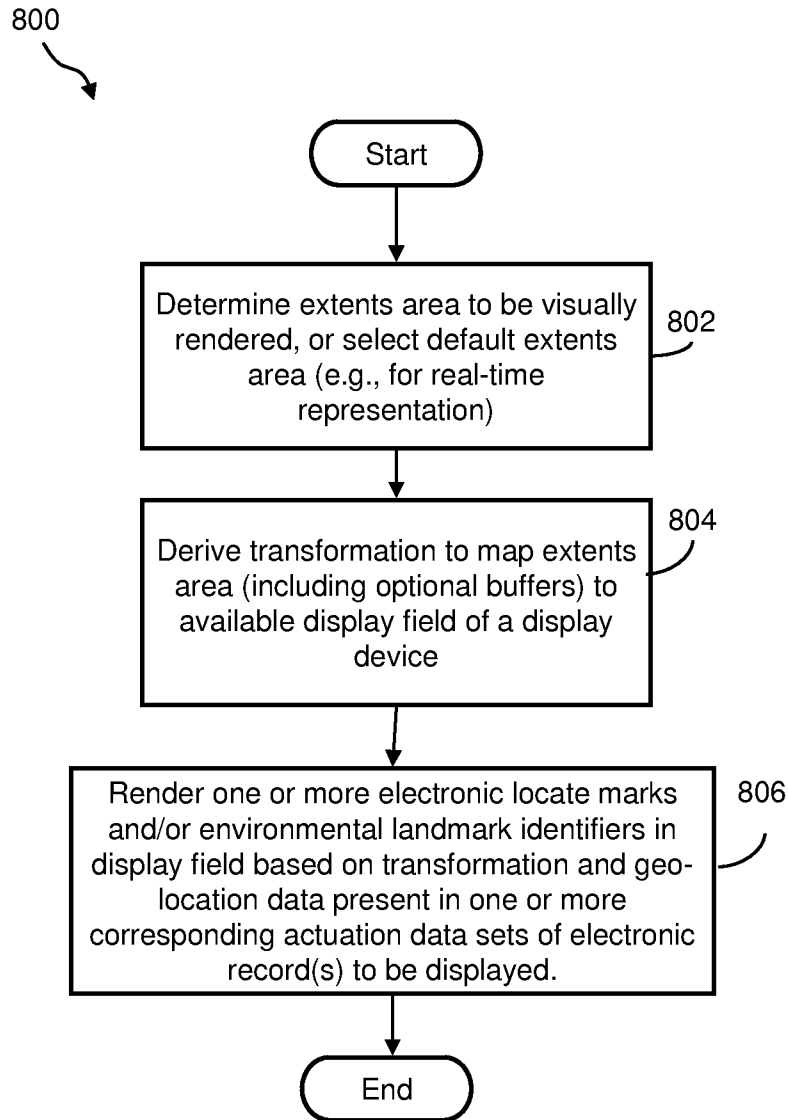 800
Start
Determine extents area to be visually
rendered, or select default extents
area (e.g., for real-time
representation)
802
Derive transformation to map extents
area (including optional buffers) to
available display field of a display
device
804
Render one or more electronic locate marks
and/or environmental landmark identifiers in
display field based on transformation and geo-
location data present in one or more
corresponding actuation data sets of electronic
record(s) to be displayed.
806
End